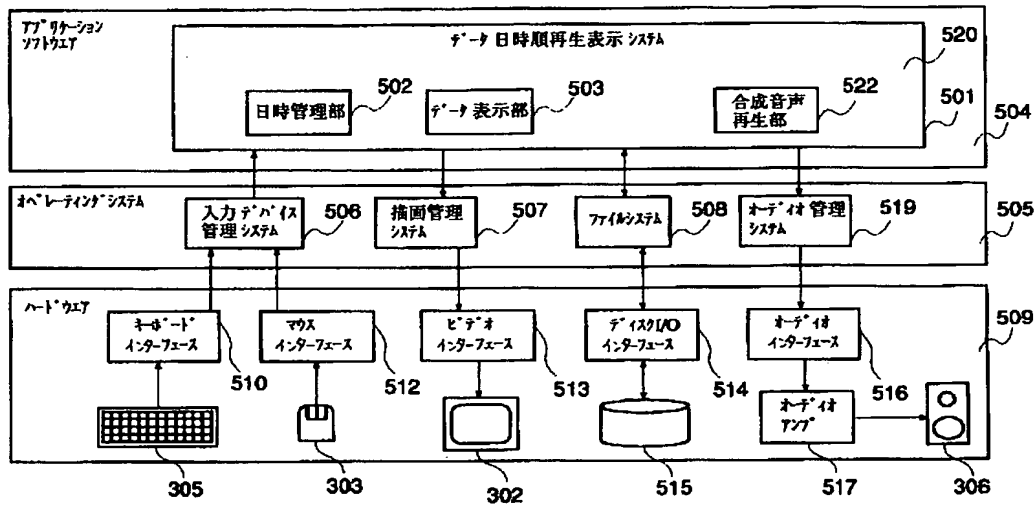 アプリケーション
ソフトウエア
データ日時順再生表示システム
520
日時管理部
502
データ表示部
503
合成音声
再生部
522
501
504
オペレーティングシステム
入力デバイス
管理システム
506
描画管理
システム
507
ファイルシステム
508
オーディオ管理
システム
519
505
ハードウエア
キーボード
インターフェース
510
マウス
インターフェース
512
ビデオ
インターフェース
513
ディスクI/O
インターフェース
514
オーディオ
インターフェース
516
509
オーディオ
アンプ
305
303
302
515
517
306